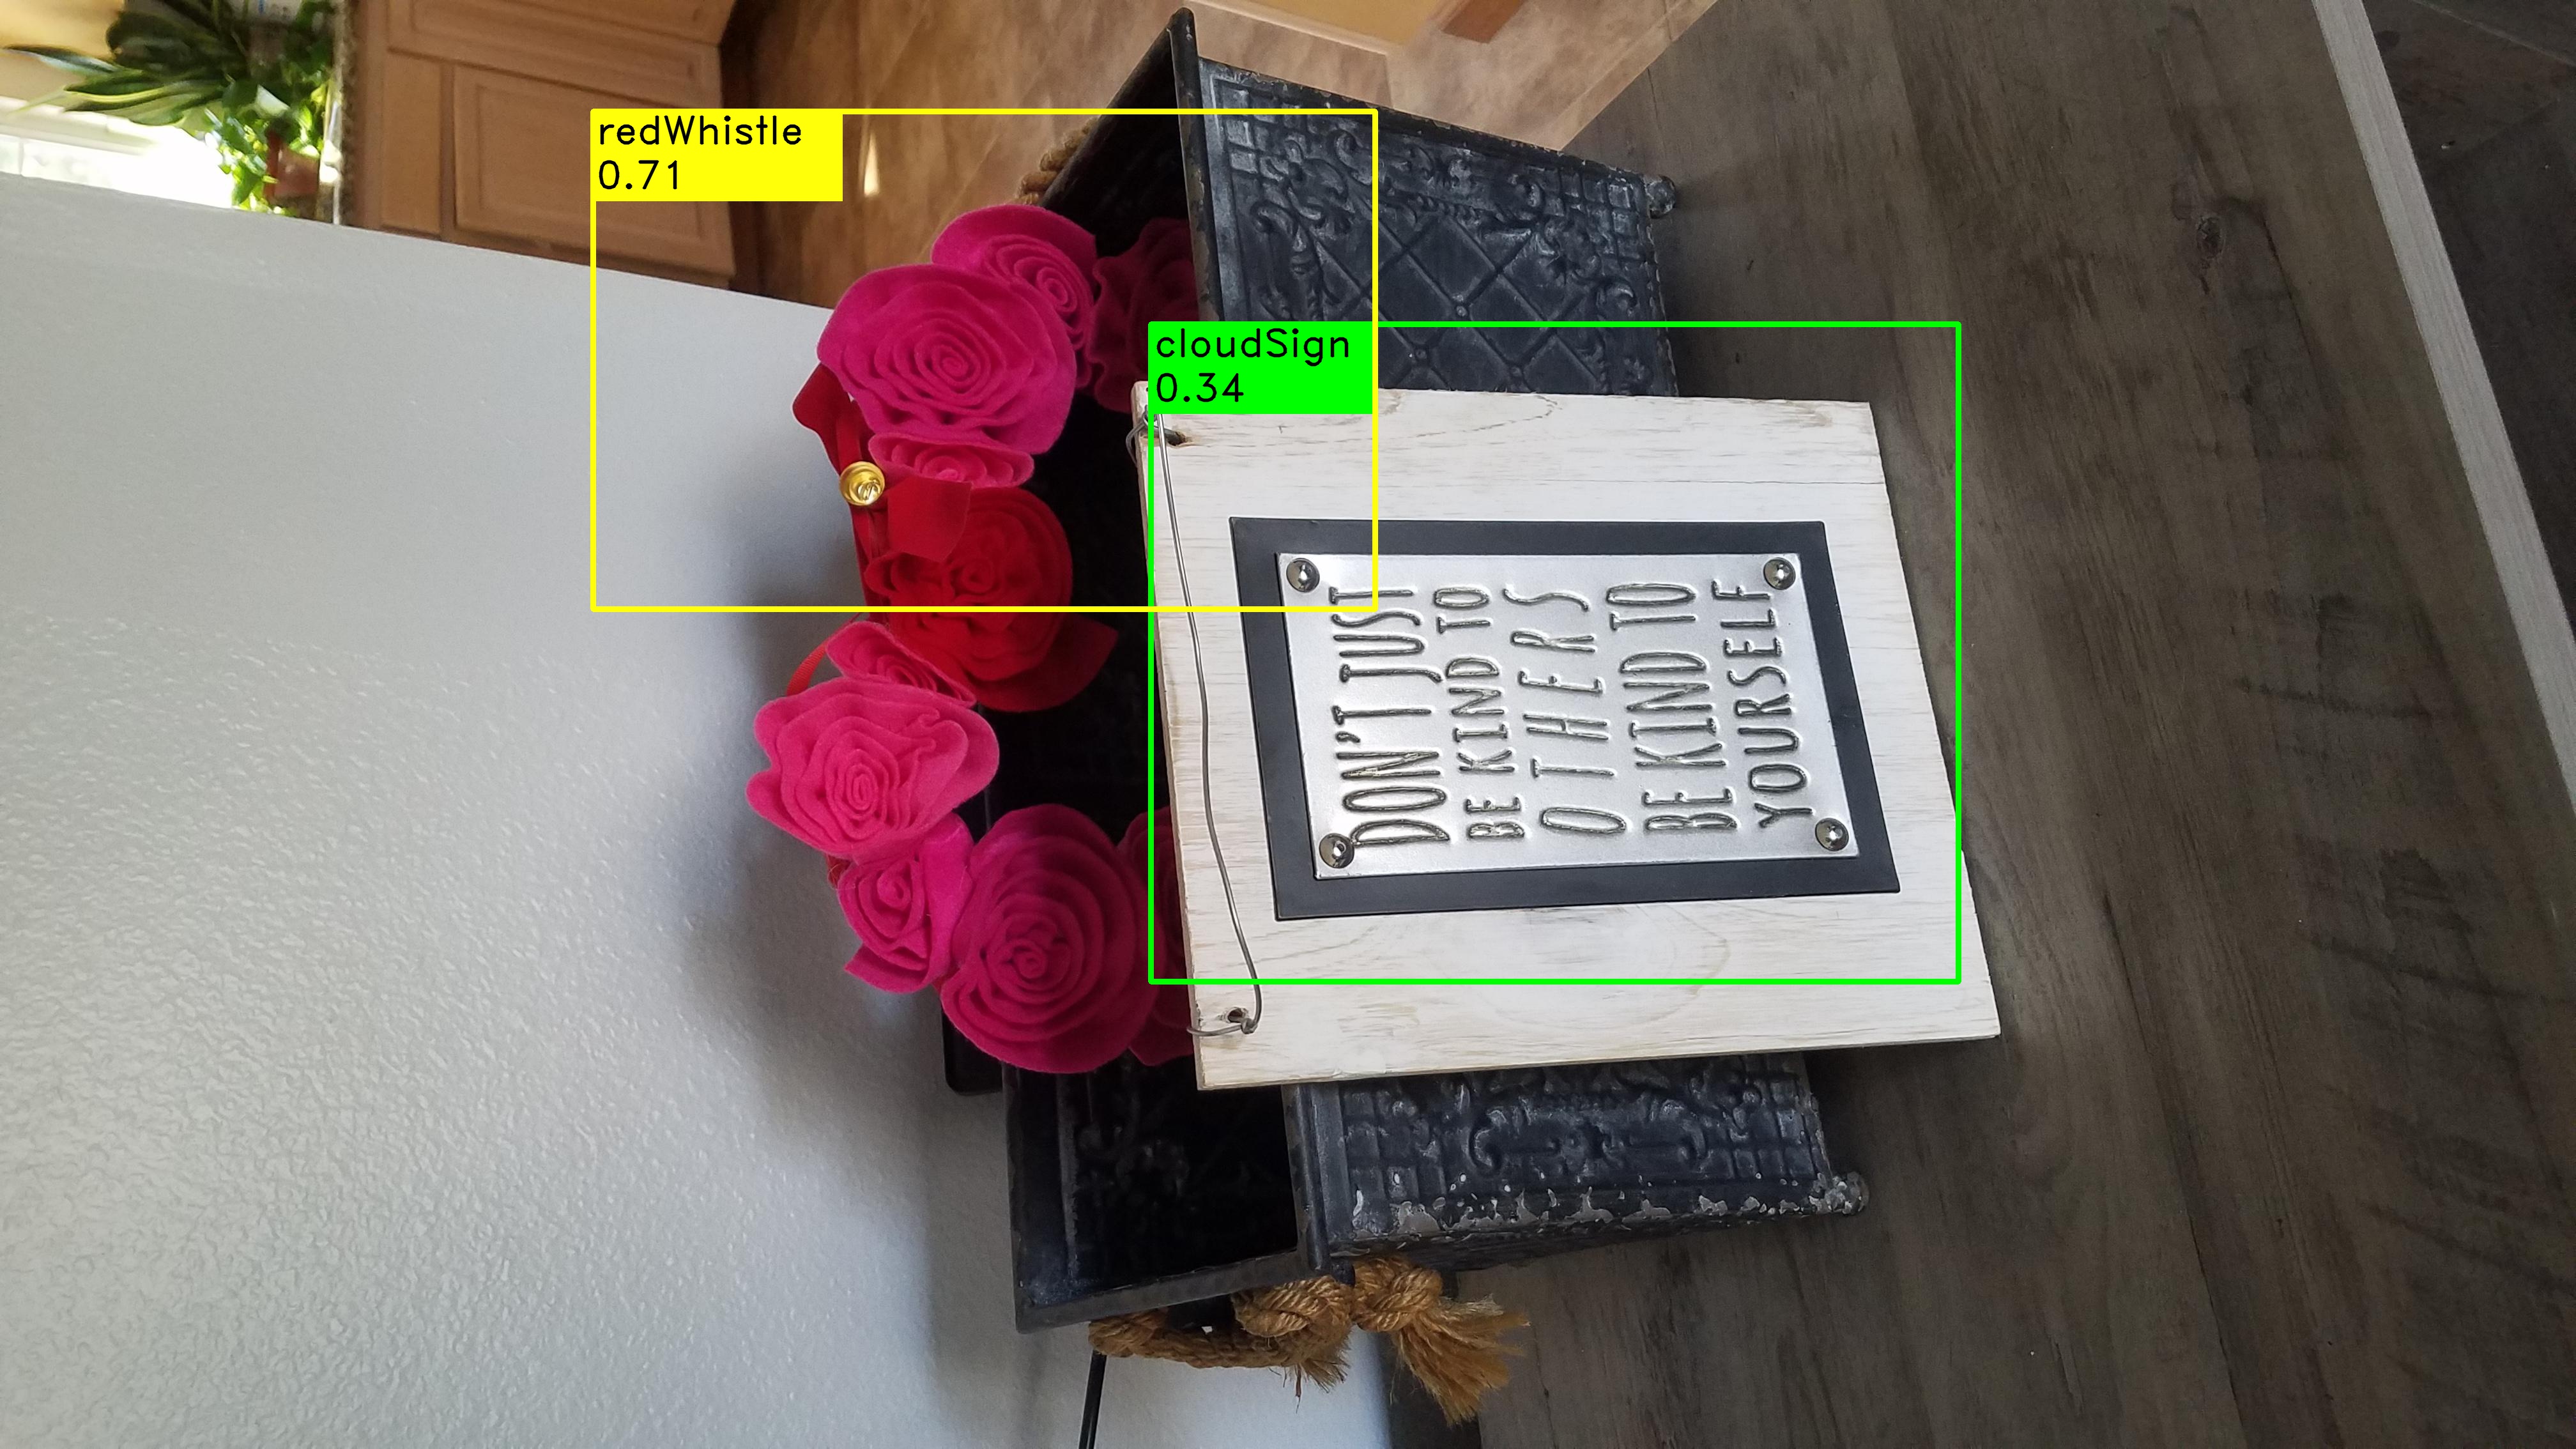 redWhistle
0.71
cloudSign
0.34
DON'T JUST
BE KIND TO
OTHERS
BE KIND TO
YOURSELF